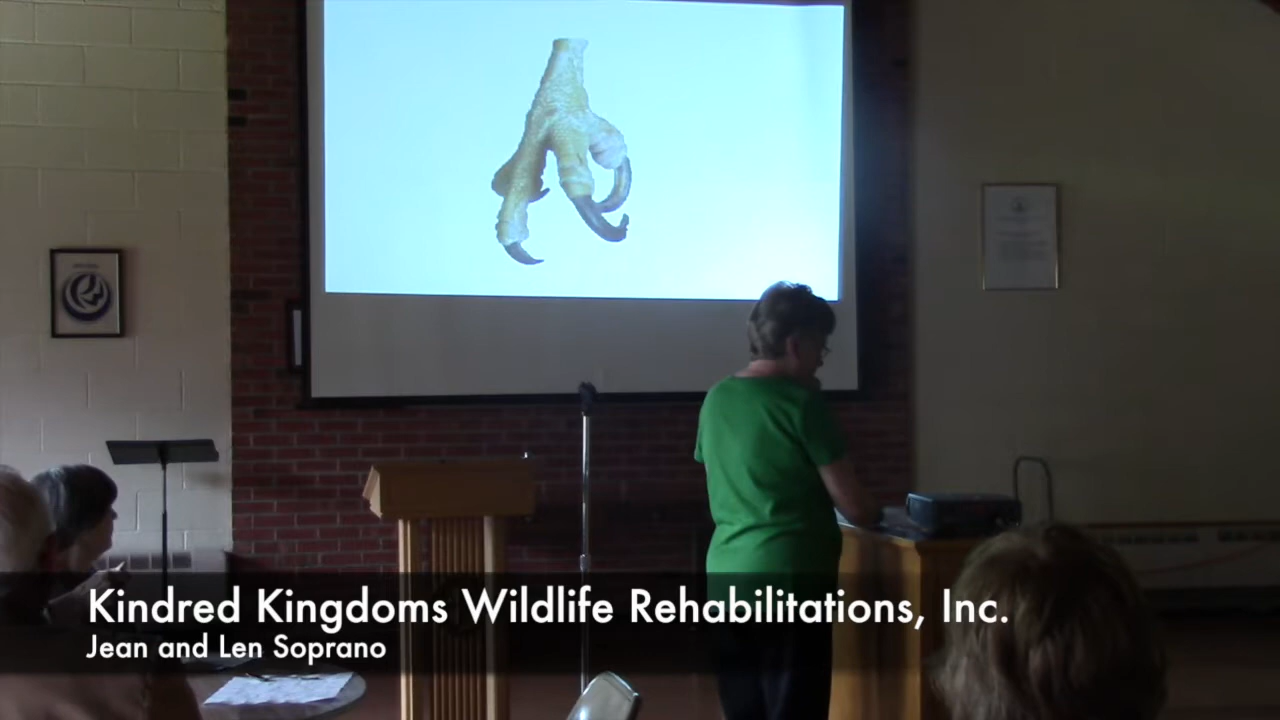 Kindred Kingdoms Wildlife Rehabilitations, Inc.
Jean and Len Soprano